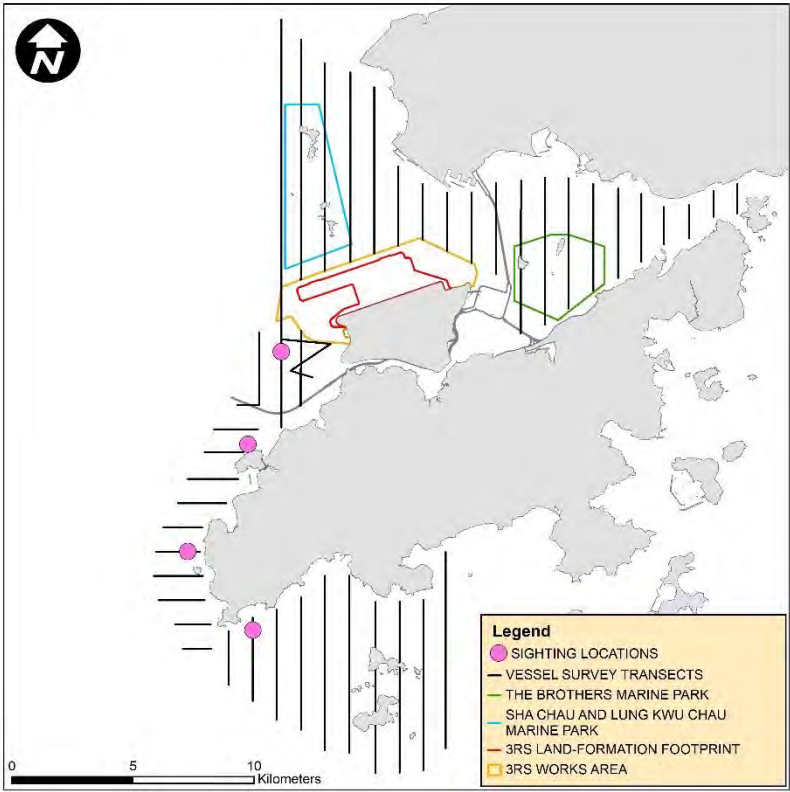 N
Legend
SIGHTING LOCATIONS
VESSEL SURVEY TRANSECTS
THE BROTHERS MARINE PARK
SHA CHAU AND LUNG KWU CHAU
MARINE PARK
3RS LAND-FORMATION FOOTPRINT
3RS WORKS AREA
0 5 10
Kilometers